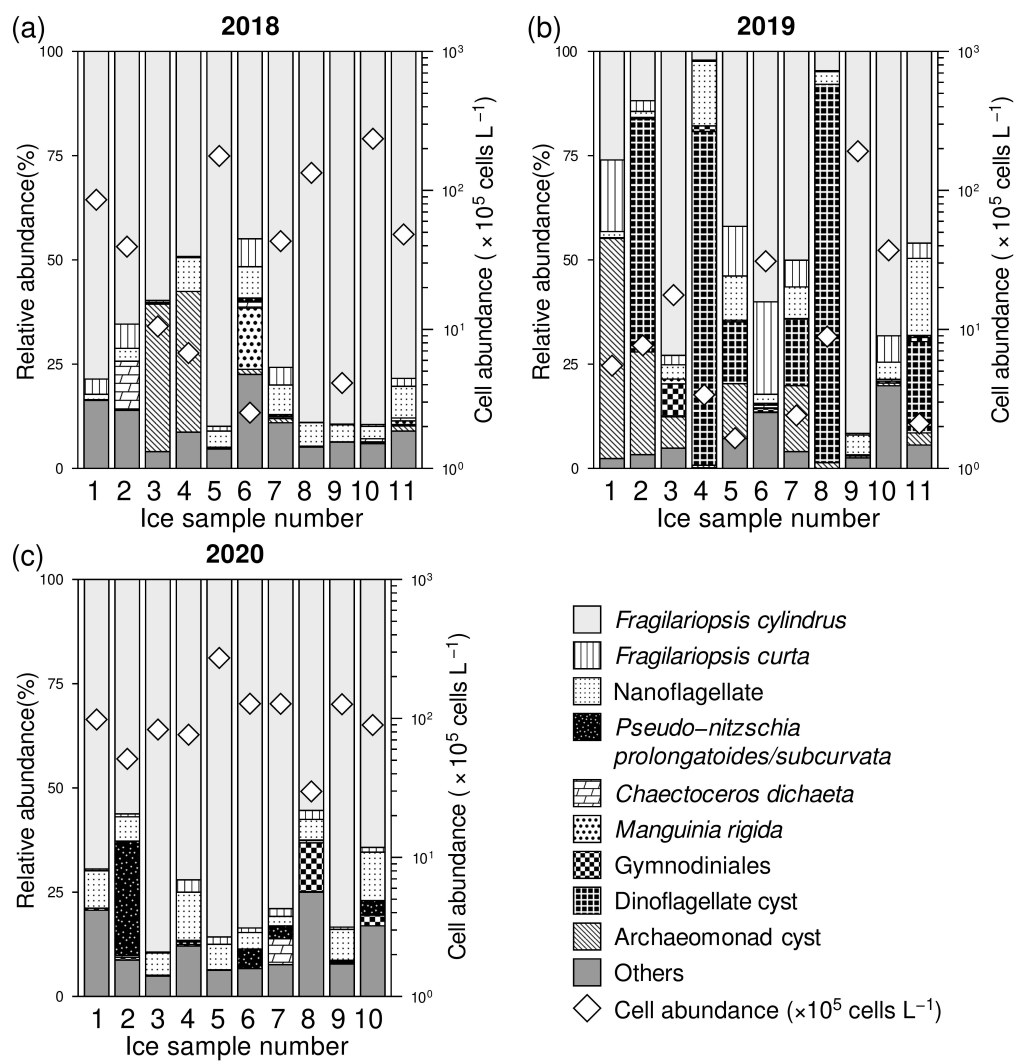 (a)
2018
Relative abundance(%)
100
75
50
25
0
10³
10²
10¹
10⁰
Cell abundance ( × 10⁵ cells L⁻¹)
1 2 3 4 5 6 7 8 9 10 11
Ice sample number
(b)
2019
Relative abundance(%)
100
75
50
25
0
10³
10²
10¹
10⁰
Cell abundance ( × 10⁵ cells L⁻¹)
1 2 3 4 5 6 7 8 9 10 11
Ice sample number
(c)
2020
Relative abundance(%)
100
75
50
25
0
10³
10²
10¹
10⁰
Cell abundance ( × 10⁵ cells L⁻¹)
1 2 3 4 5 6 7 8 9 10
Ice sample number
Fragilariopsis cylindrus
Fragilariopsis curta
Nanoflagellate
Pseudo−nitzschia
prolongatoides/subcurvata
Chaectoceros dichaeta
Manguinia rigida
Gymnodiniales
Dinoflagellate cyst
Archaeomonad cyst
Others
Cell abundance (×10⁵ cells L⁻¹)